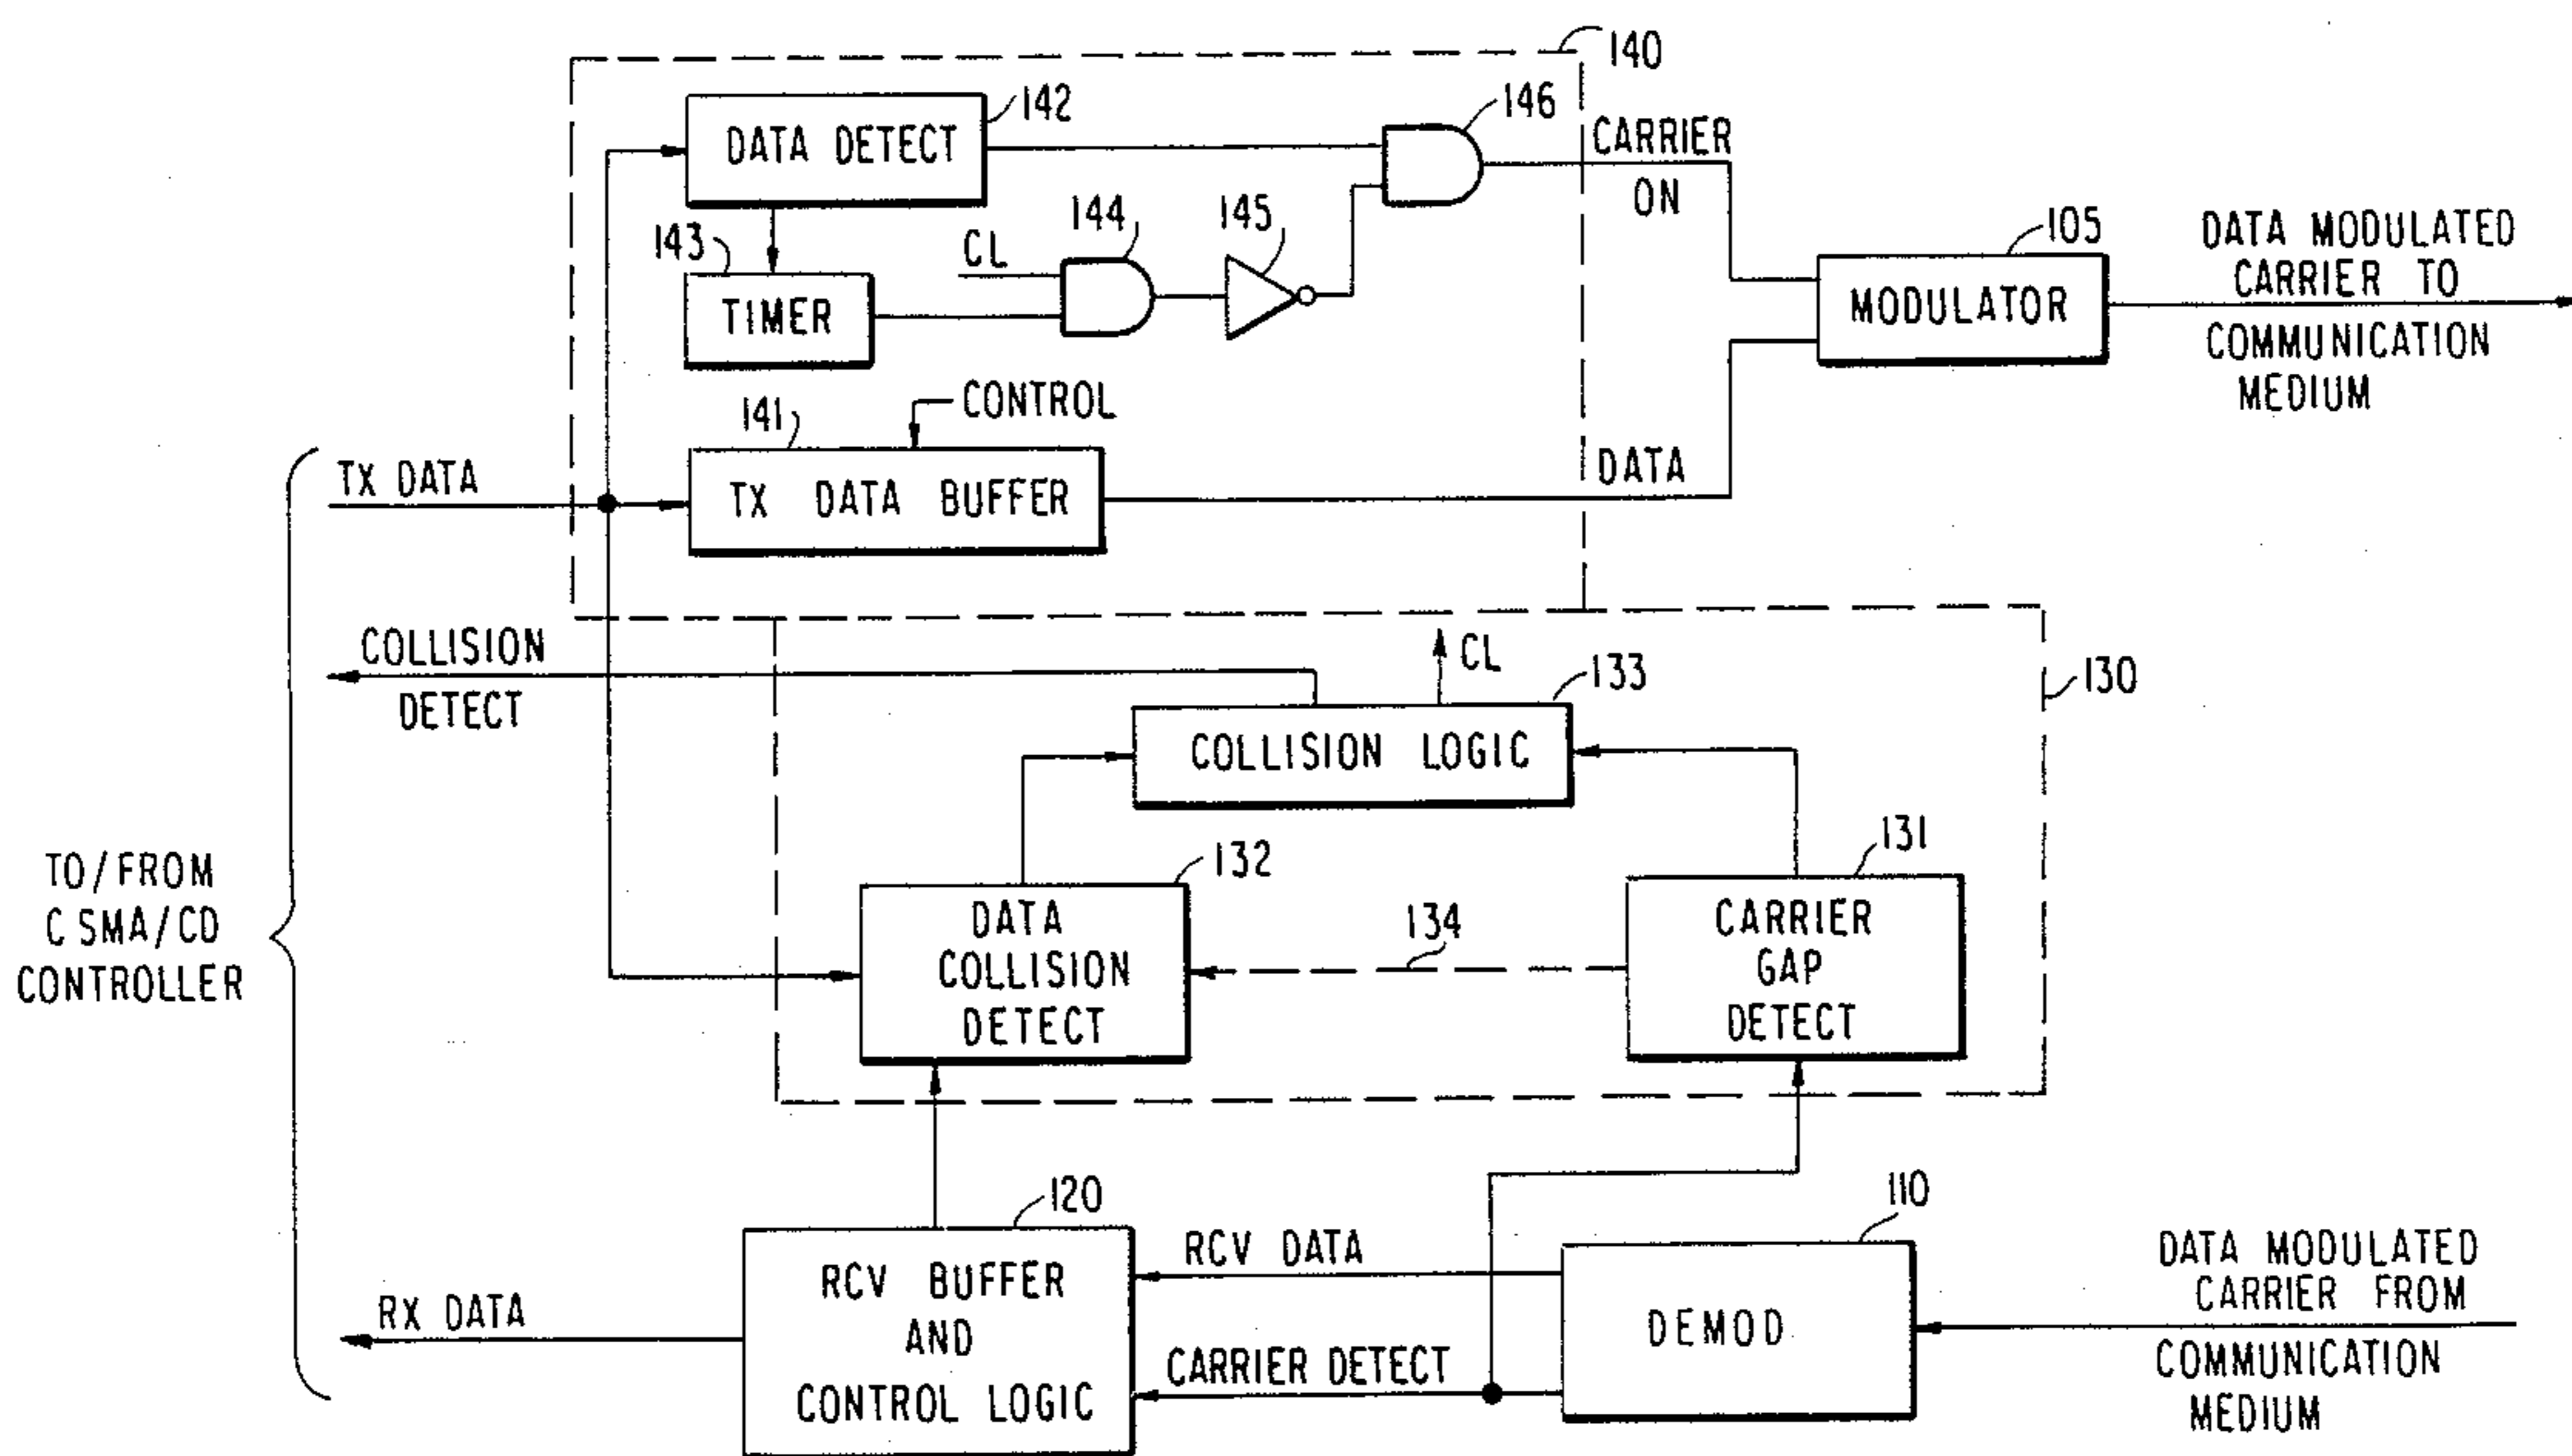 140
142
DATA DETECT
146
CARRIER
ON
144
145
143
CL
TIMER
105
MODULATOR
DATA MODULATED
CARRIER TO
COMMUNICATION
MEDIUM
CONTROL
141
TX DATA
TX DATA BUFFER
DATA
COLLISION
DETECT
CL
133
130
COLLISION LOGIC
TO/FROM
CSMA/CD
CONTROLLER
132
DATA
COLLISION
DETECT
134
131
CARRIER
GAP
DETECT
120
110
RCV DATA
RX DATA
RCV BUFFER
AND
CONTROL LOGIC
CARRIER DETECT
DEMOD
DATA MODULATED
CARRIER FROM
COMMUNICATION
MEDIUM